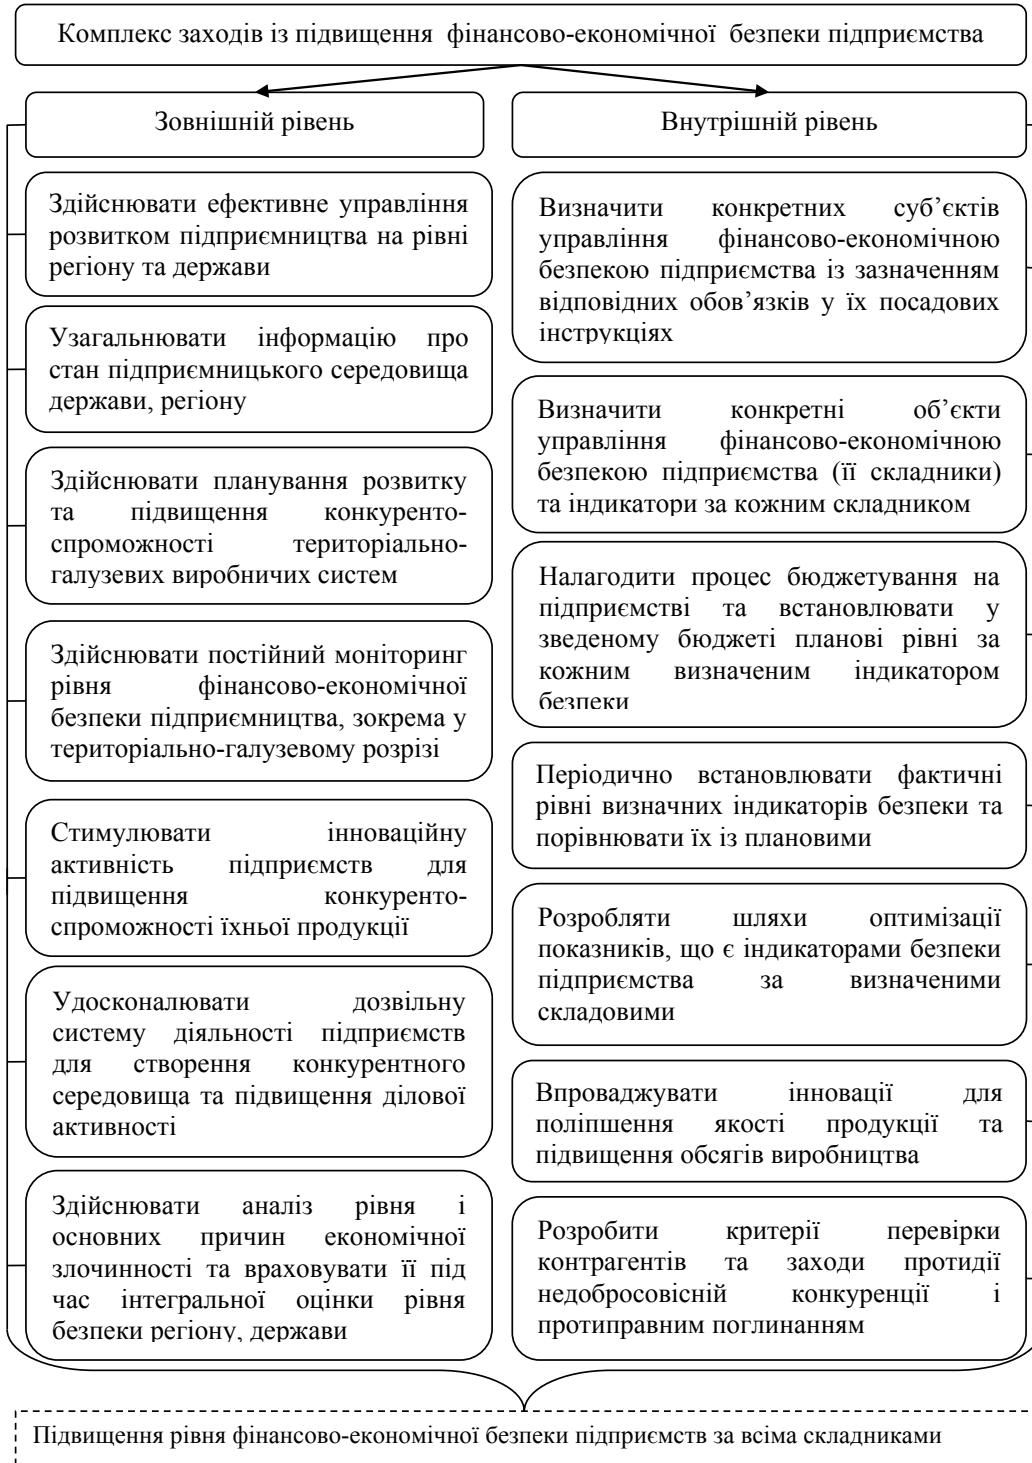 Комплекс заходів із підвищення фінансово-економічної безпеки підприємства
Зовнішній рівень
Здійснювати ефективне управління
розвитком підприємництва на рівні
регіону та держави
Узагальнювати інформацію про
стан підприємницького середовища
держави, регіону
Здійснювати планування розвитку
та підвищення конкуренто-
спроможності територіально-
галузевих виробничих систем
Здійснювати постійний моніторинг
рівня фінансово-економічної
безпеки підприємництва, зокрема у
територіально-галузевому розрізі
Стимулювати інноваційну
активність підприємств для
підвищення конкуренто-
спроможності їхньої продукції
Удосконалювати дозвільну
систему діяльності підприємств
для створення конкурентного
середовища та підвищення ділової
активності
Здійснювати аналіз рівня і
основних причин економічної
злочинності та враховувати її під
час інтегральної оцінки рівня
безпеки регіону, держави
Внутрішній рівень
Визначити конкретних суб’єктів
управління фінансово-економічною
безпекою підприємства із зазначенням
відповідних обов’язків у їх посадових
інструкціях
Визначити конкретні об’єкти
управління фінансово-економічною
безпекою підприємства (її складники)
та індикатори за кожним складником
Налагодити процес бюджетування на
підприємстві та встановлювати у
зведеному бюджеті планові рівні за
кожним визначеним індикатором
безпеки
Періодично встановлювати фактичні
рівні визначних індикаторів безпеки та
порівнювати їх із плановими
Розробляти шляхи оптимізації
показників, що є індикаторами безпеки
підприємства за визначеними
складовими
Впроваджувати інновації для
поліпшення якості продукції та
підвищення обсягів виробництва
Розробити критерії перевірки
контрагентів та заходи протидії
недобросовісній конкуренції і
протиправним поглинанням
Підвищення рівня фінансово-економічної безпеки підприємств за всіма складниками